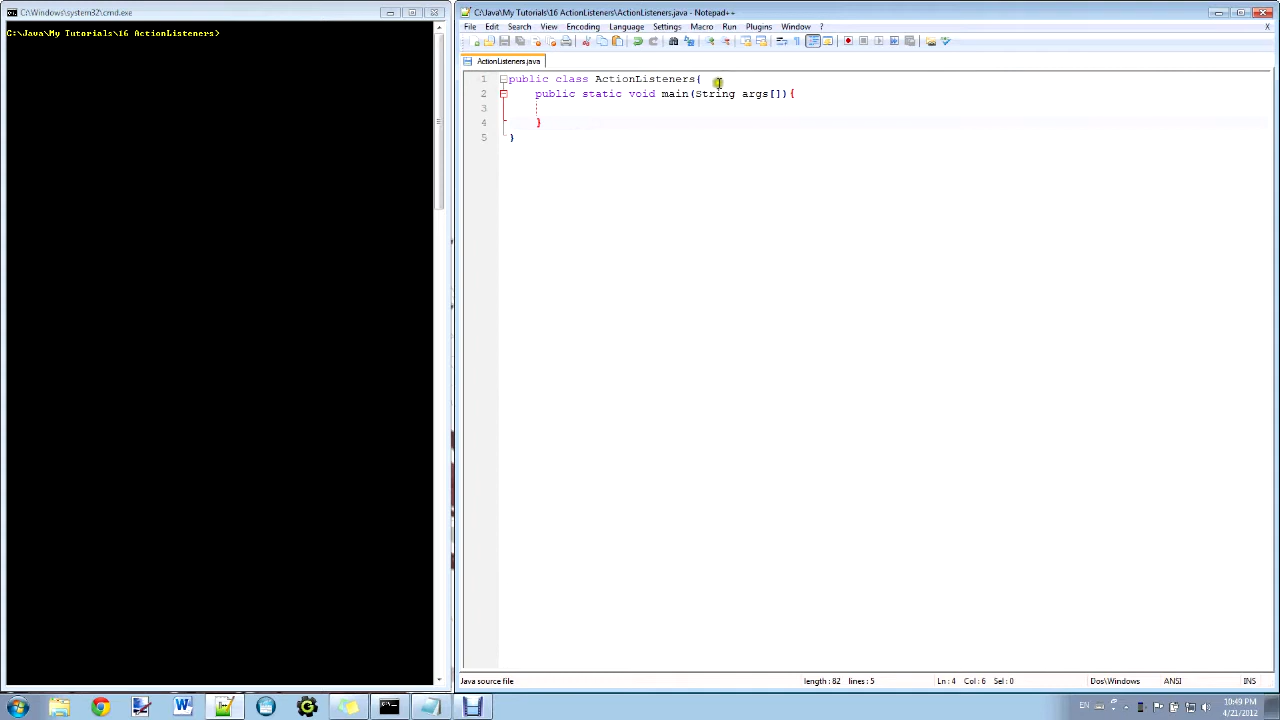 C:\Windows\system32\cmd.exe
C:\Java\My Tutorials\16 ActionListeners>
C:\Java\My Tutorials\16 ActionListeners\ActionListeners.java - Notepad++
File Edit Search View Encoding Language Settings Macro Run Plugins Window ? X
ActionListeners.java
1 public class ActionListeners{
2 public static void main(String args[]){
3
4 }
5 }
Java source file length : 82 lines : 5 Ln : 4 Col : 6 Sel : 0 Dos\Windows ANSI INS
EN 10:49 PM
4/21/2012